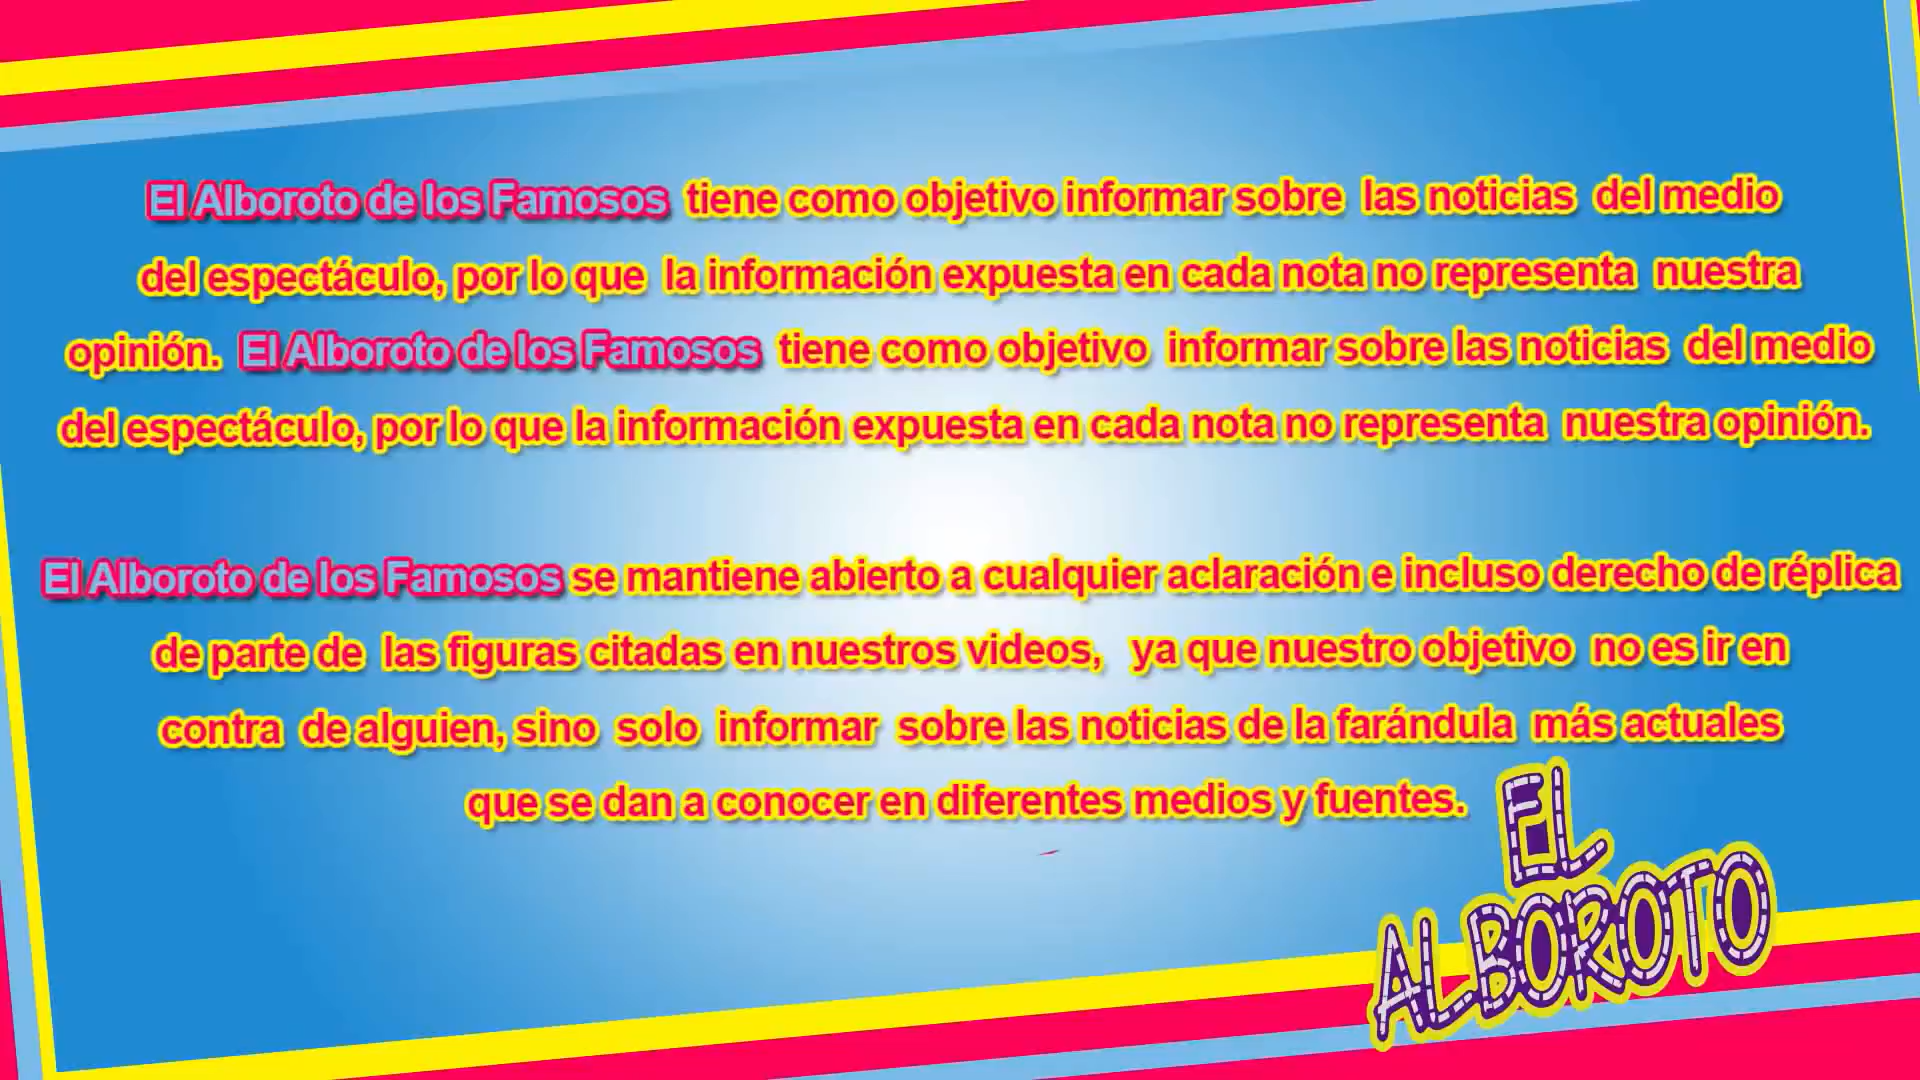 El Alboroto de los Famosos tiene como objetivo informar sobre las noticias del medio
del espectáculo, por lo que la información expuesta en cada nota no representa nuestra
opinión. El Alboroto de los Famosos tiene como objetivo informar sobre las noticias del medio
del espectáculo, por lo que la información expuesta en cada nota no representa nuestra opinión.
El Alboroto de los Famosos se mantiene abierto a cualquier aclaración e incluso derecho de réplica
de parte de las figuras citadas en nuestros videos, ya que nuestro objetivo no es ir en
contra de alguien, sino solo informar sobre las noticias de la farándula más actuales
que se dan a conocer en diferentes medios y fuentes.
EL
ALBOROTO